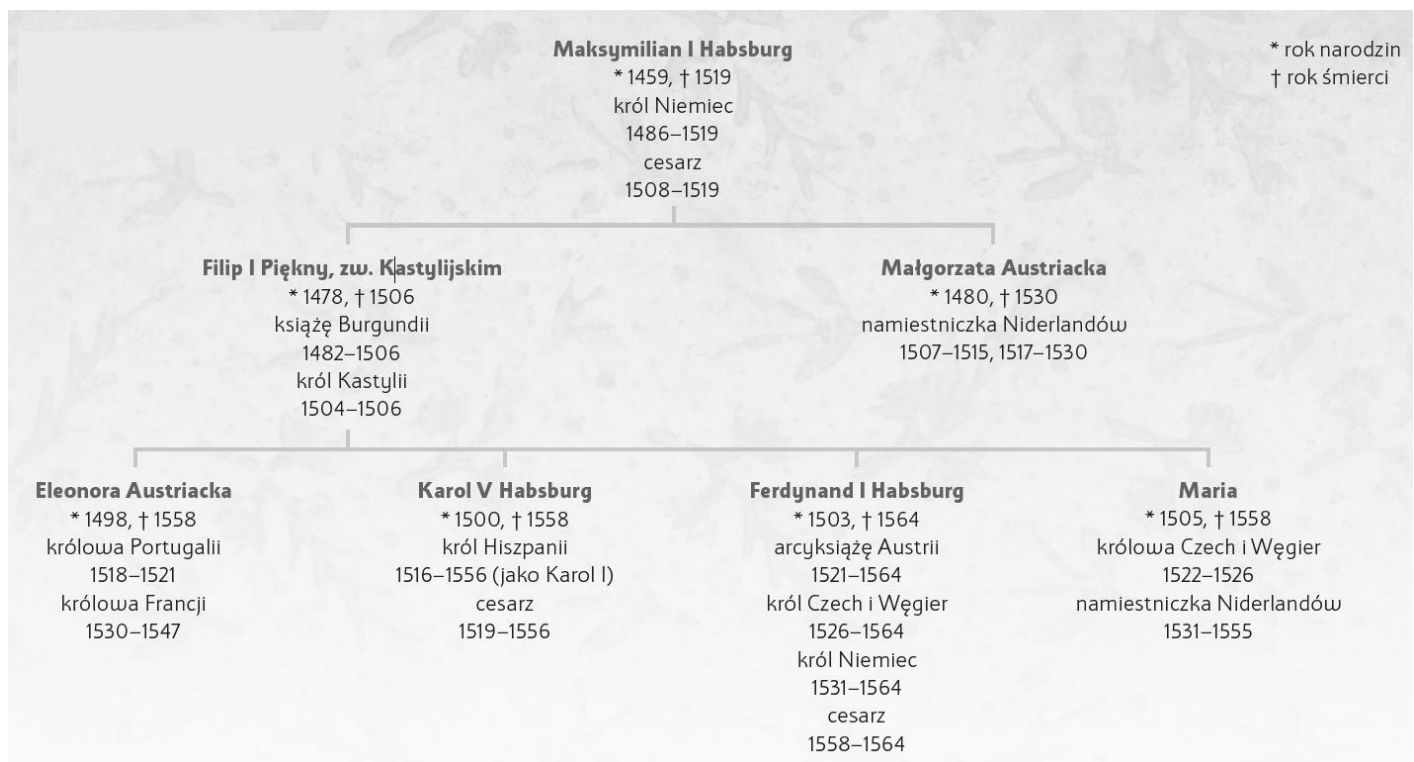 Maksymilian I Habsburg
* 1459, † 1519
król Niemiec
1486–1519
cesarz
1508–1519
* rok narodzin
† rok śmierci
Filip I Piękny, zw. Kastylijskim
* 1478, † 1506
książę Burgundii
1482–1506
król Kastylii
1504–1506
Małgorzata Austriacka
* 1480, † 1530
namiestniczka Niderlandów
1507–1515, 1517–1530
Eleonora Austriacka
* 1498, † 1558
królowa Portugalii
1518–1521
królowa Francji
1530–1547
Karol V Habsburg
* 1500, † 1558
król Hiszpanii
1516–1556 (jako Karol I)
cesarz
1519–1556
Ferdynand I Habsburg
* 1503, † 1564
arcyksiążę Austrii
1521–1564
król Czech i Węgier
1526–1564
król Niemiec
1531–1564
cesarz
1558–1564
Maria
* 1505, † 1558
królowa Czech i Węgier
1522–1526
namiestniczka Niderlandów
1531–1555